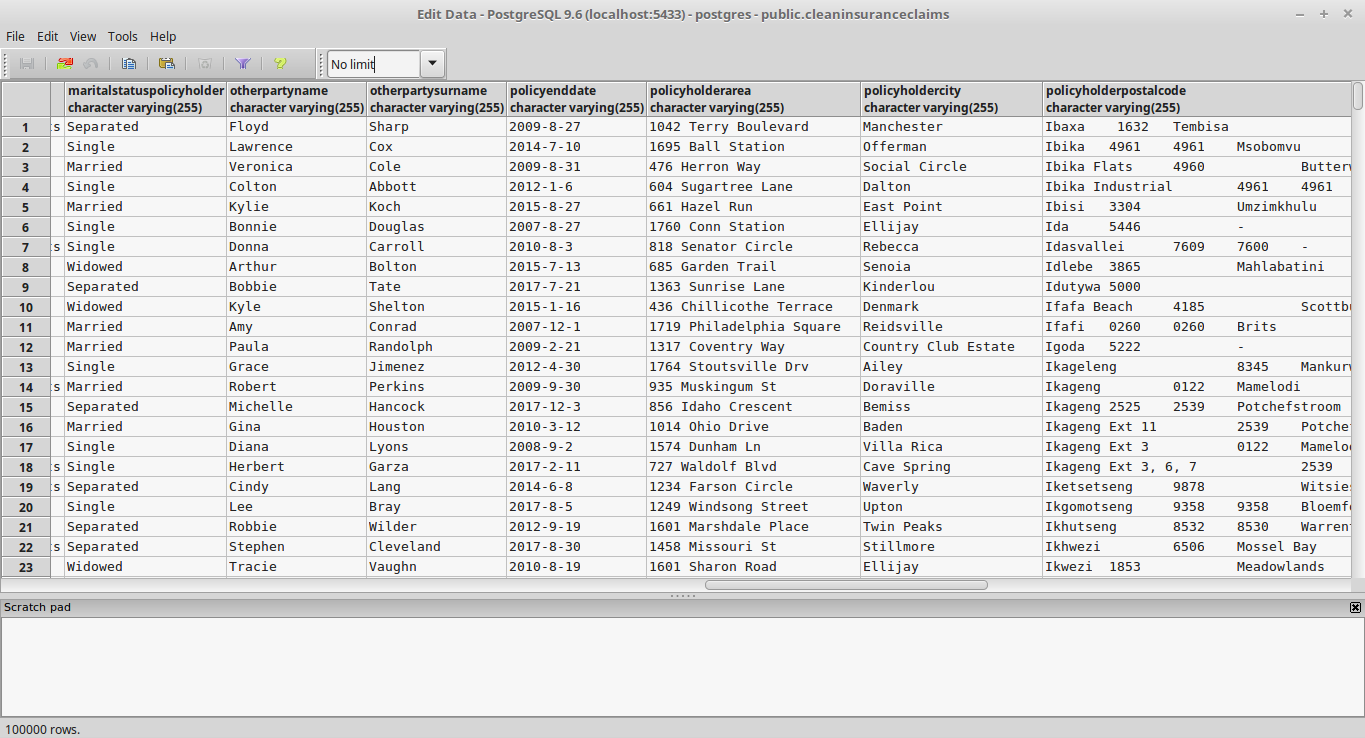 Edit Data - PostgreSQL 9.6 (localhost:5433) - postgres - public.cleaninsuranceclaims
File Edit View Tools Help
No limit
maritalstatuspolicyholder otherpartyname otherpartysurname policyenddate policyholderarea policyholdercity policyholderpostalcode
character varying(255) character varying(255) character varying(255) character varying(255) character varying(255) character varying(255) character varying(255)
1 ts Separated Floyd Sharp 2009-8-27 1042 Terry Boulevard Manchester Ibaxa 1632 Tembisa
2 Single Lawrence Cox 2014-7-10 1695 Ball Station Offerman Ibika 4961 4961 Msobomvu
3 Married Veronica Cole 2009-8-31 476 Herron Way Social Circle Ibika Flats 4960 Butterw
4 Single Colton Abbott 2012-1-6 604 Sugartree Lane Dalton Ibika Industrial 4961 4961
5 Married Kylie Koch 2015-8-27 661 Hazel Run East Point Ibisi 3304 Umzimkhulu
6 Single Bonnie Douglas 2007-8-27 1760 Conn Station Ellijay Ida 5446 -
7 ts Single Donna Carroll 2010-8-3 818 Senator Circle Rebecca Idasvallei 7609 7600 -
8 Widowed Arthur Bolton 2015-7-13 685 Garden Trail Senoia Idlebe 3865 Mahlabatini
9 Separated Bobbie Tate 2017-7-21 1363 Sunrise Lane Kinderlou Idutywa 5000
10 Widowed Kyle Shelton 2015-1-16 436 Chillicothe Terrace Denmark Ifafa Beach 4185 Scottbu
11 Married Amy Conrad 2007-12-1 1719 Philadelphia Square Reidsville Ifafi 0260 0260 Brits
12 Married Paula Randolph 2009-2-21 1317 Coventry Way Country Club Estate Igoda 5222 -
13 Single Grace Jimenez 2012-4-30 1764 Stoutsville Drv Ailey Ikageleng 8345 Mankurw
14 ts Married Robert Perkins 2009-9-30 935 Muskingum St Doraville Ikageng 0122 Mamelodi
15 Separated Michelle Hancock 2017-12-3 856 Idaho Crescent Bemiss Ikageng 2525 2539 Potchefstroom
16 Married Gina Houston 2010-3-12 1014 Ohio Drive Baden Ikageng Ext 11 2539 Potchef
17 Single Diana Lyons 2008-9-2 1574 Dunham Ln Villa Rica Ikageng Ext 3 0122 Mamelo
18 ts Single Herbert Garza 2017-2-11 727 Waldolf Blvd Cave Spring Ikageng Ext 3, 6, 7 2539
19 ts Separated Cindy Lang 2014-6-8 1234 Farson Circle Waverly Iketsetseng 9878 Witsies
20 Single Lee Bray 2017-8-5 1249 Windsong Street Upton Ikgomotseng 9358 9358 Bloemf
21 Separated Robbie Wilder 2012-9-19 1601 Marshdale Place Twin Peaks Ikhutseng 8532 8530 Warrent
22 ts Separated Stephen Cleveland 2017-8-30 1458 Missouri St Stillmore Ikhwezi 6506 Mossel Bay
23 Widowed Tracie Vaughn 2010-8-19 1601 Sharon Road Ellijay Ikwezi 1853 Meadowlands
Scratch pad
100000 rows.